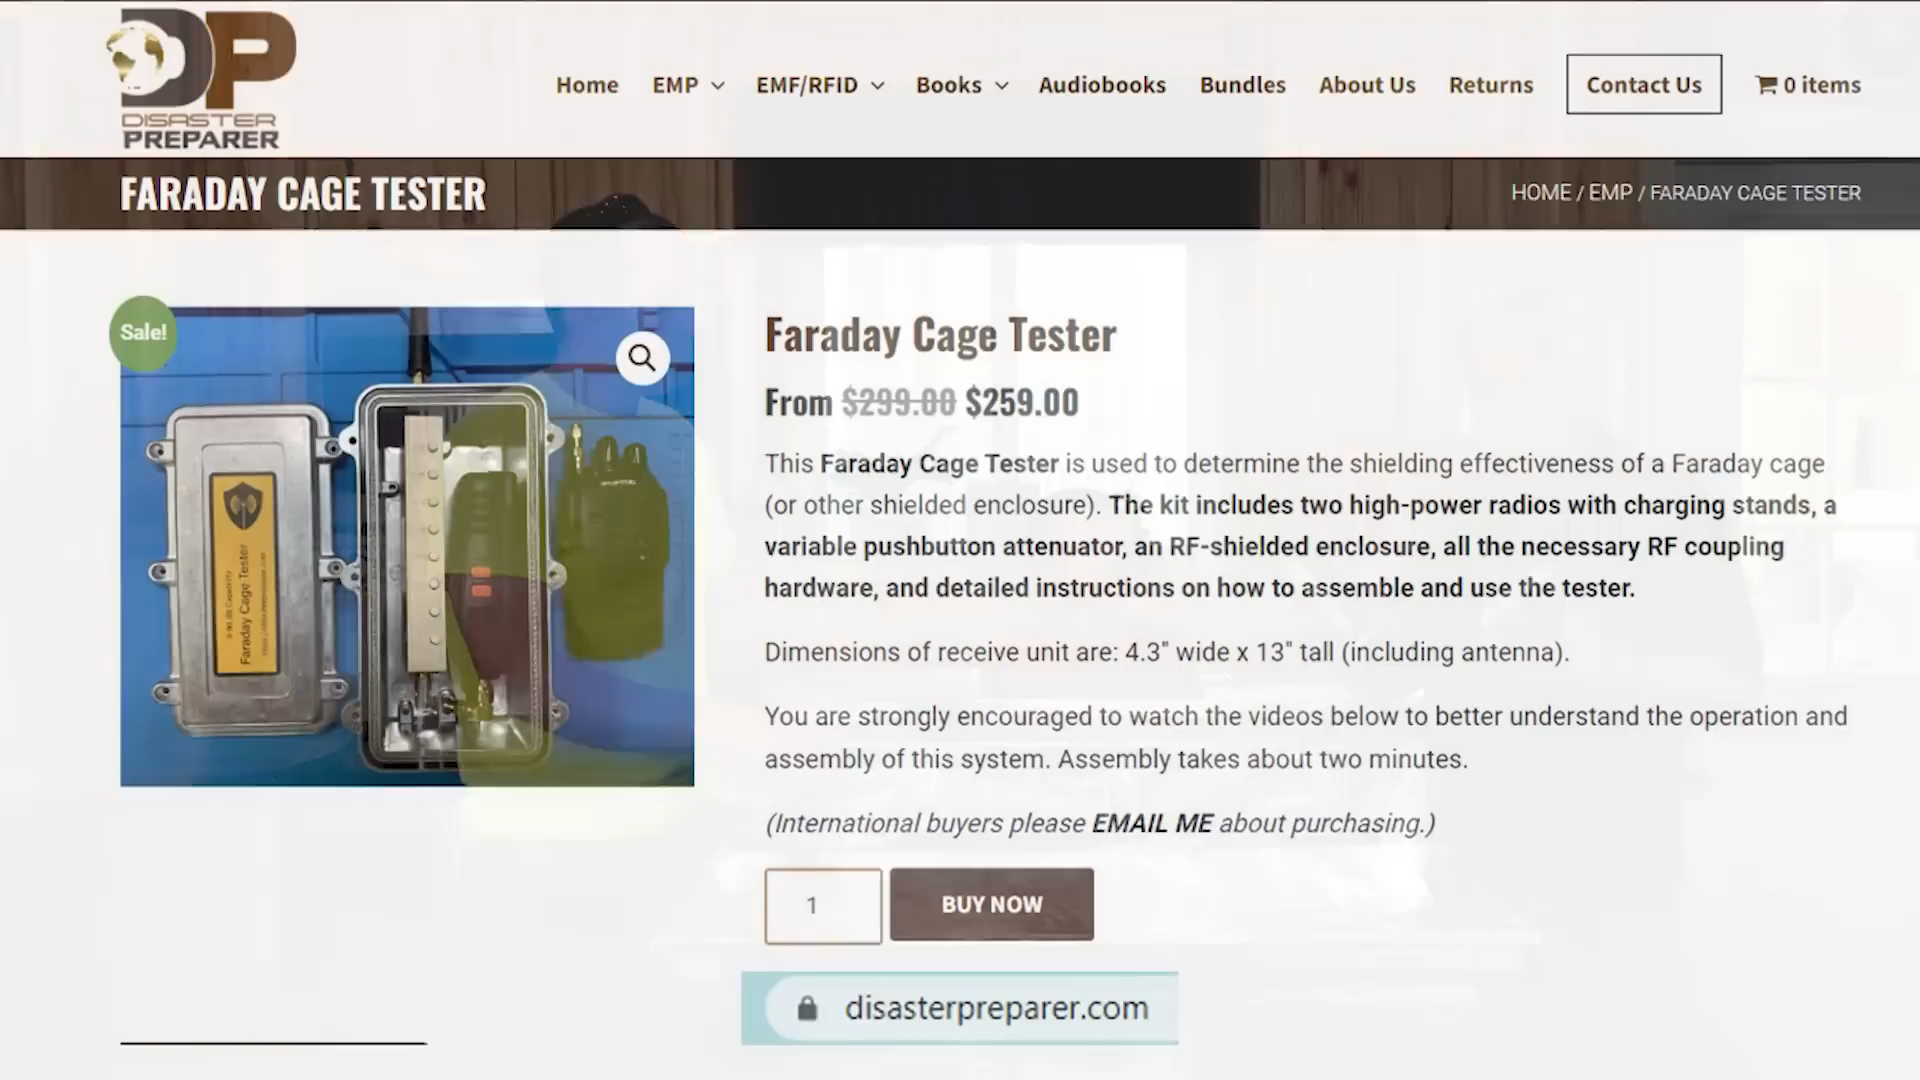 DP
DISASTER
PREPARER
Home EMP EMF/RFID Books Audiobooks Bundles About Us Returns Contact Us 0 items
FARADAY CAGE TESTER
HOME / EMP / FARADAY CAGE TESTER
Sale!
Faraday Cage Tester
Faraday Cage Tester
From $299.00 $259.00
This Faraday Cage Tester is used to determine the shielding effectiveness of a Faraday cage
(or other shielded enclosure). The kit includes two high-power radios with charging stands, a
variable pushbutton attenuator, an RF-shielded enclosure, all the necessary RF coupling
hardware, and detailed instructions on how to assemble and use the tester.
Dimensions of receive unit are: 4.3" wide x 13" tall (including antenna).
You are strongly encouraged to watch the videos below to better understand the operation and
assembly of this system. Assembly takes about two minutes.
(International buyers please EMAIL ME about purchasing.)
1
BUY NOW
disasterpreparer.com